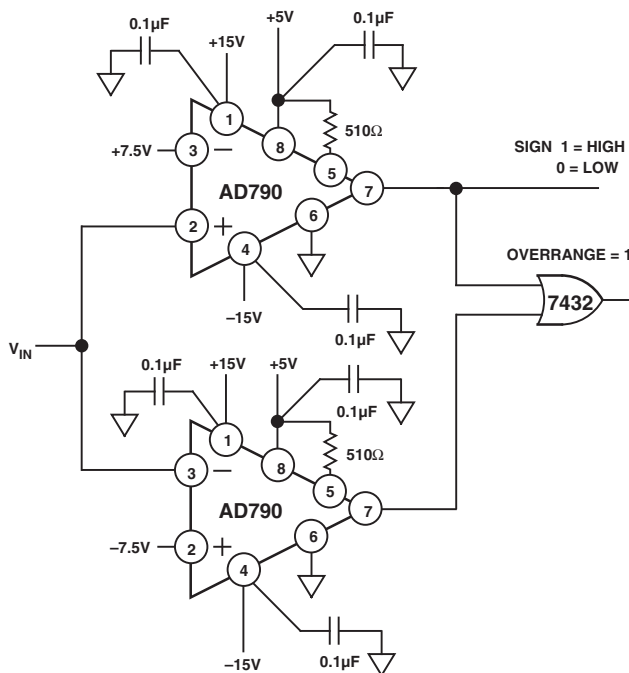 0.1µF
+15V
+5V
0.1µF
1
8
510Ω
+7.5V
3
–
5
SIGN 1 = HIGH
0 = LOW
AD790
7
2
+
6
4
OVERRANGE = 1
7432
–15V
0.1µF
VIN
0.1µF
+15V
+5V
0.1µF
1
8
510Ω
3
–
5
AD790
7
–7.5V
2
+
6
4
–15V
0.1µF